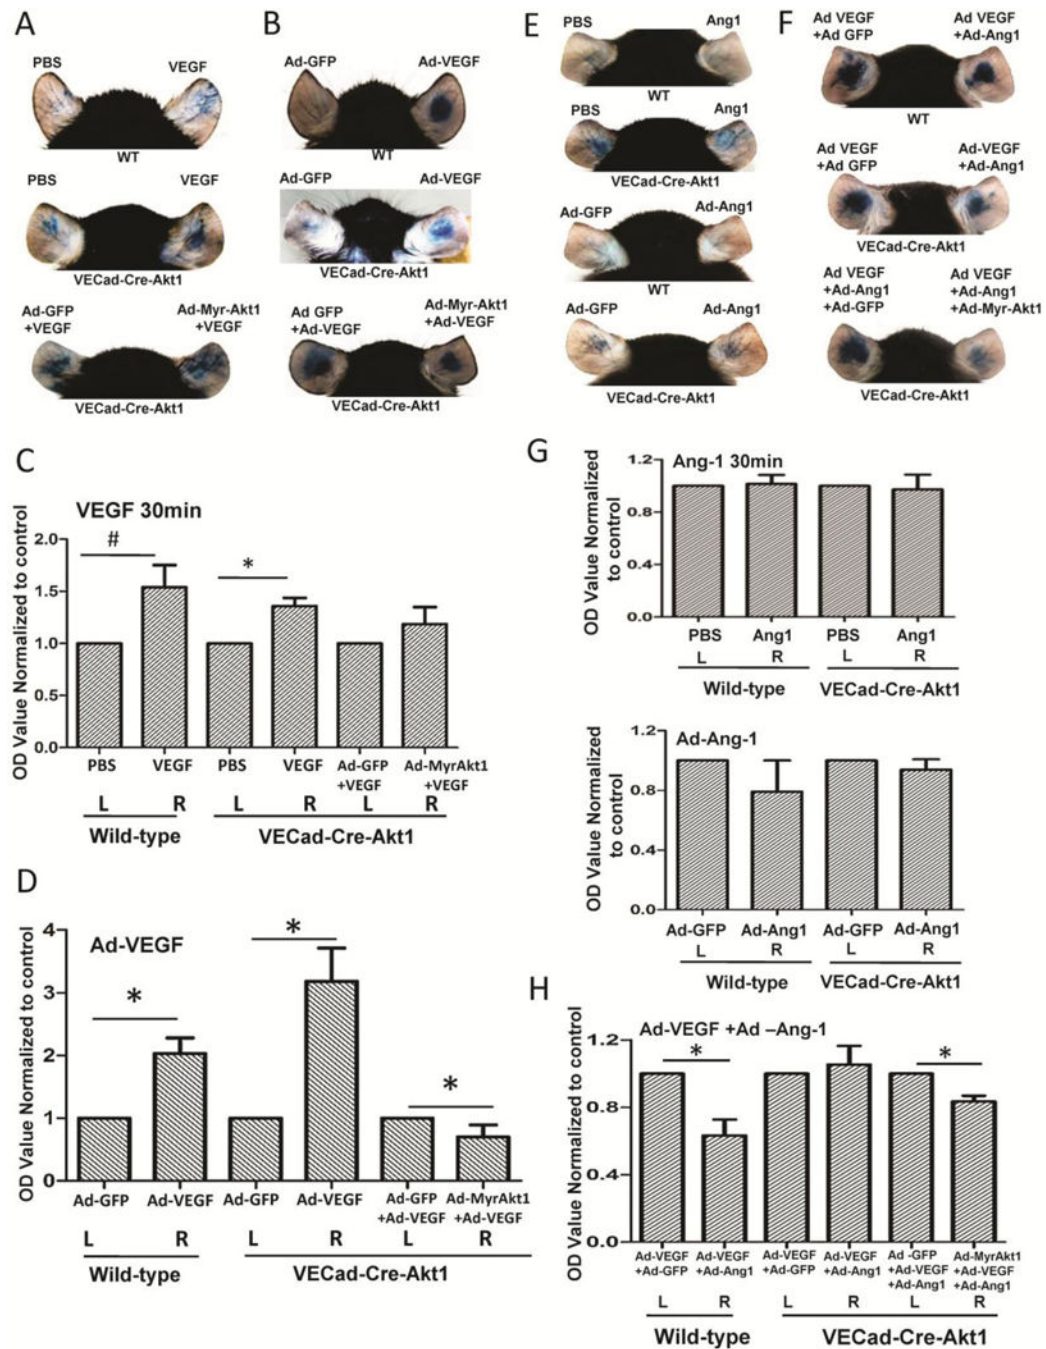 A
PBS
VEGF
WT
PBS
VEGF
VECad-Cre-Akt1
Ad-GFP
+VEGF
Ad-Myr-Akt1
+VEGF
VECad-Cre-Akt1
B
Ad-GFP
Ad-VEGF
WT
Ad-GFP
Ad-VEGF
VECad-Cre-Akt1
Ad GFP
+Ad-VEGF
Ad-Myr-Akt1
+Ad-VEGF
VECad-Cre-Akt1
E
PBS
Ang1
WT
PBS
Ang1
VECad-Cre-Akt1
Ad-GFP
Ad-Ang1
WT
Ad-GFP
Ad-Ang1
VECad-Cre-Akt1
F
Ad VEGF
+Ad GFP
Ad VEGF
+Ad-Ang1
WT
Ad VEGF
+Ad GFP
Ad-VEGF
+Ad-Ang1
VECad-Cre-Akt1
Ad VEGF
+Ad-Ang1
+Ad-GFP
Ad VEGF
+Ad-Ang1
+Ad-Myr-Akt1
VECad-Cre-Akt1
C
VEGF 30min
OD Value Normalized to control
2.0
1.5
1.0
0.5
0.0
#
*
PBS VEGF PBS VEGF Ad-GFP Ad-MyrAkt1
+VEGF +VEGF
L R L R L R
Wild-type VECad-Cre-Akt1
D
Ad-VEGF
OD Value Normalized to control
4
3
2
1
0
*
*
*
Ad-GFP Ad-VEGF Ad-GFP Ad-VEGF Ad-GFP Ad-MyrAkt1
+Ad-VEGF +Ad-VEGF
L R L R L R
Wild-type VECad-Cre-Akt1
G
Ang-1 30min
OD Value Normalized
to control
1.2
0.8
0.4
0.0
PBS Ang1 PBS Ang1
L R L R
Wild-type VECad-Cre-Akt1
Ad-Ang-1
OD Value Normalized
to control
1.2
0.8
0.4
0.0
Ad-GFP Ad-Ang1 Ad-GFP Ad-Ang1
L R L R
Wild-type VECad-Cre-Akt1
H
Ad-VEGF +Ad –Ang-1
OD Value Normalized to control
1.2
0.8
0.4
0.0
*
*
Ad-VEGF Ad-VEGF Ad-VEGF Ad-VEGF Ad -GFP Ad-MyrAkt1
+Ad-GFP +Ad-Ang1 +Ad-GFP +Ad-Ang1 +Ad-VEGF +Ad-VEGF
+Ad-Ang1 +Ad-Ang1
L R L R L R
Wild-type VECad-Cre-Akt1